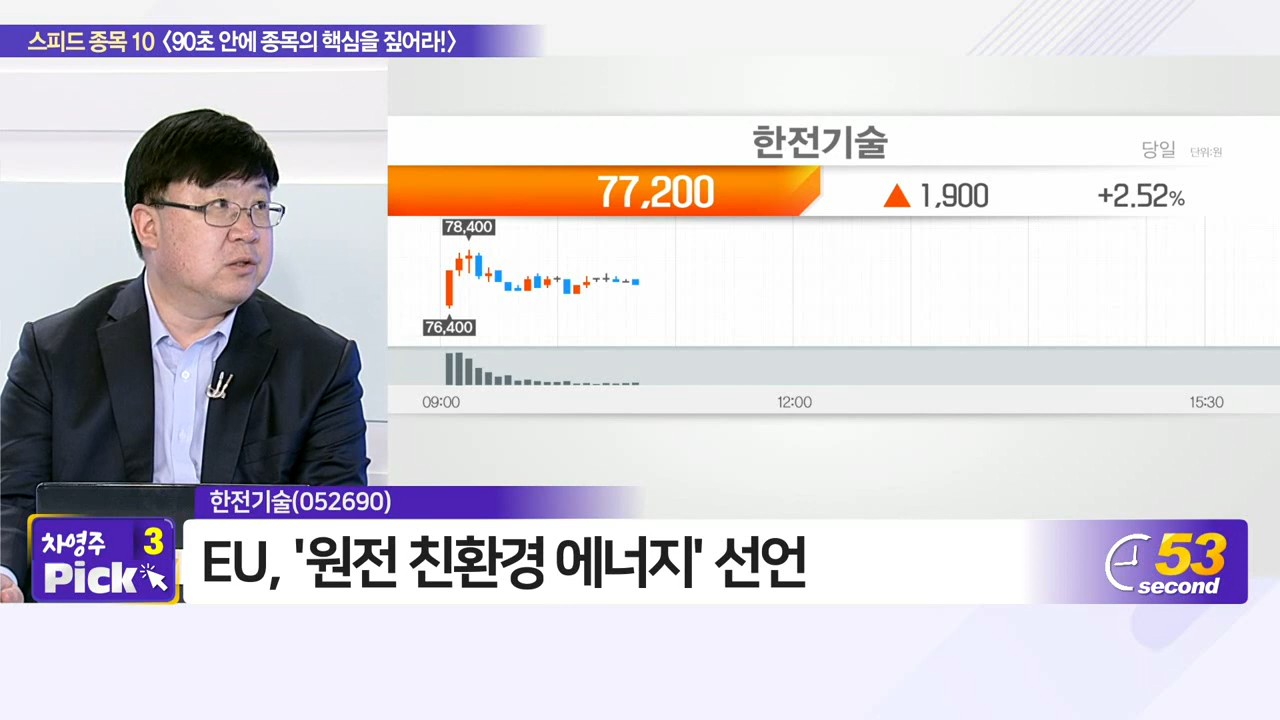 스피드 종목 10 〈90초 안에 종목의 핵심을 짚어라!〉
한전기술
당일 단위:원
77,200 ▲ 1,900 +2.52%
78,400
76,400
09:00 12:00 15:30
한전기술(052690)
차영주 3
Pick
EU, '원전 친환경 에너지' 선언
53
second